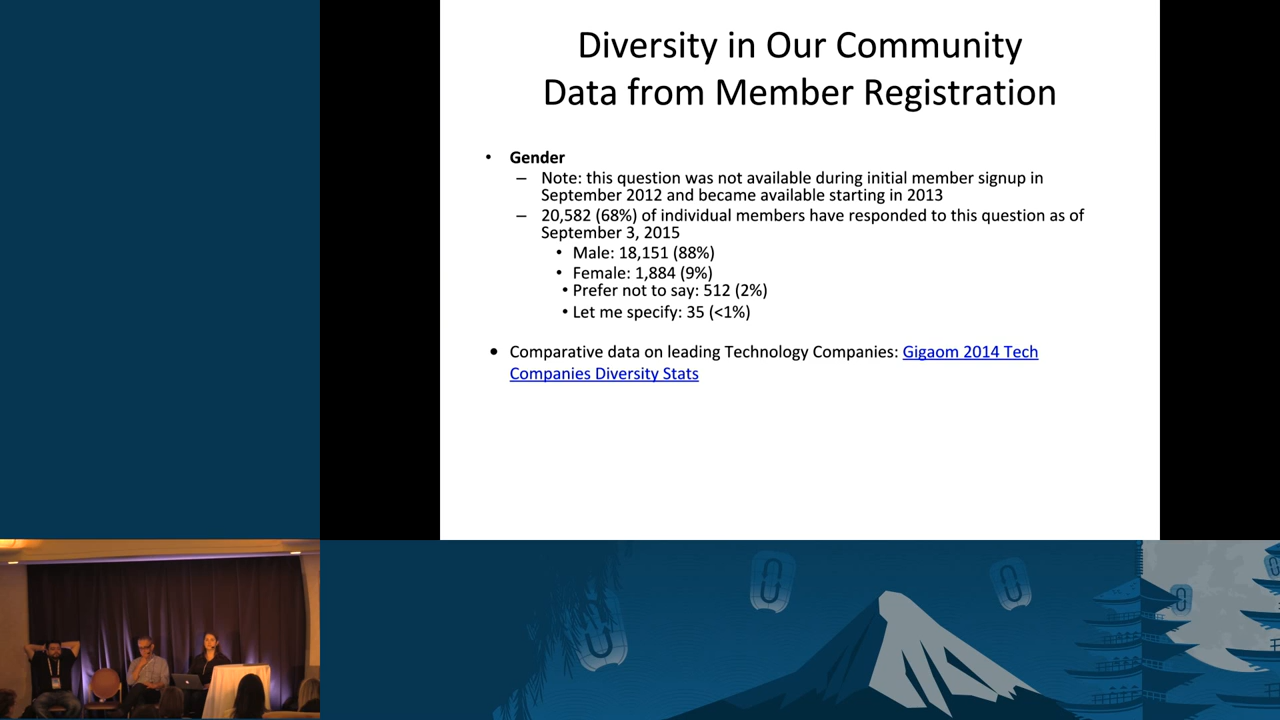 Diversity in Our Community
Data from Member Registration
• Gender
– Note: this question was not available during initial member signup in
September 2012 and became available starting in 2013
– 20,582 (68%) of individual members have responded to this question as of
September 3, 2015
• Male: 18,151 (88%)
• Female: 1,884 (9%)
• Prefer not to say: 512 (2%)
• Let me specify: 35 (<1%)
• Comparative data on leading Technology Companies: Gigaom 2014 Tech
Companies Diversity Stats